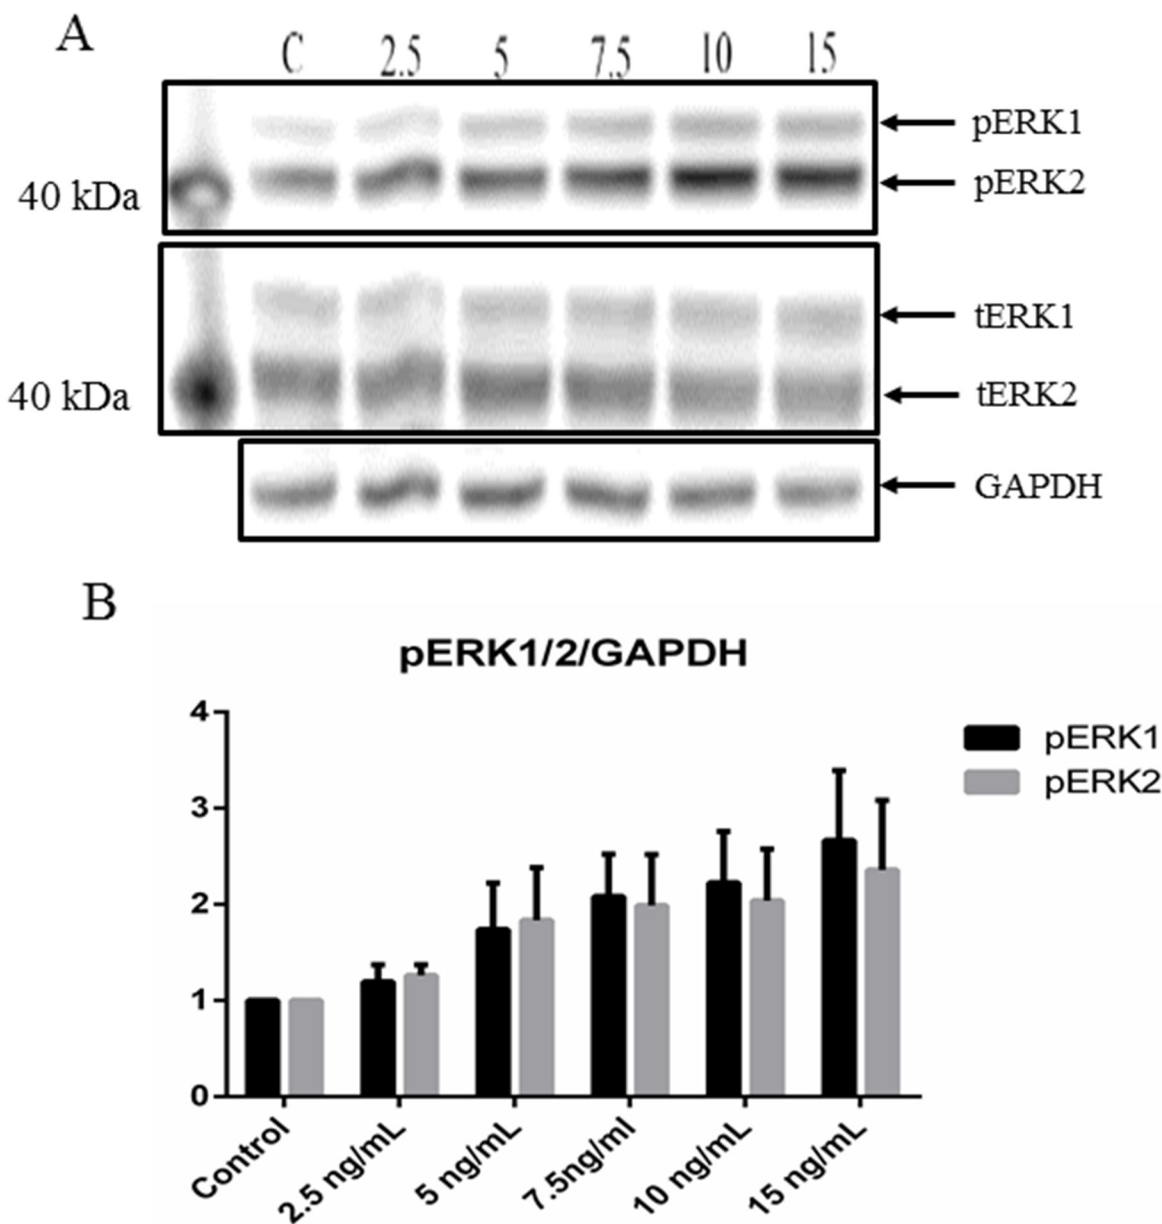 A
C 2.5 5 7.5 10 15
pERK1
40 kDa
pERK2
tERK1
40 kDa
tERK2
GAPDH
B
pERK1/2/GAPDH
4
3
2
1
0
pERK1
pERK2
Control
2.5 ng/mL
5 ng/mL
7.5ng/ml
10 ng/mL
15 ng/mL